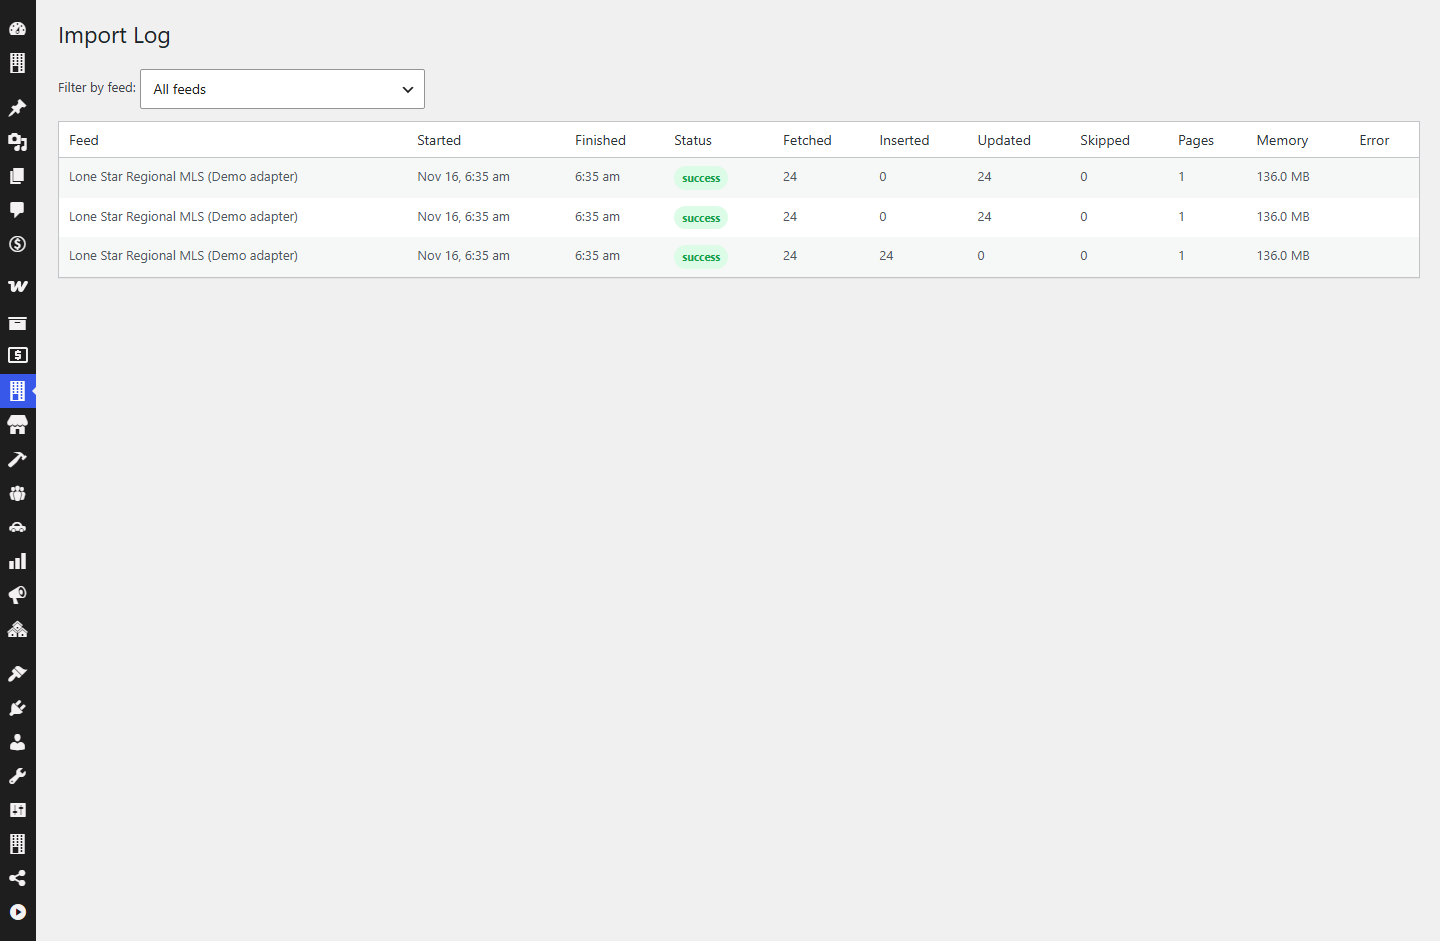 Import Log
Filter by feed: All feeds
Feed Started Finished Status Fetched Inserted Updated Skipped Pages Memory Error
Lone Star Regional MLS (Demo adapter) Nov 16, 6:35 am 6:35 am success 24 0 24 0 1 136.0 MB
Lone Star Regional MLS (Demo adapter) Nov 16, 6:35 am 6:35 am success 24 0 24 0 1 136.0 MB
Lone Star Regional MLS (Demo adapter) Nov 16, 6:35 am 6:35 am success 24 24 0 0 1 136.0 MB